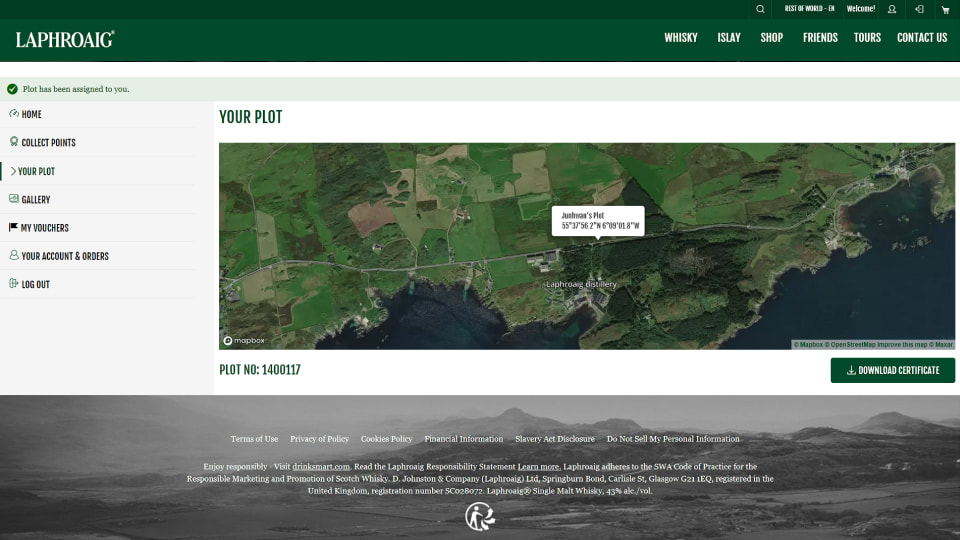 REST OF WORLD - EN
Welcome!
LAPHROAIG®
WHISKY
ISLAY
SHOP
FRIENDS
TOURS
CONTACT US
Plot has been assigned to you.
HOME
COLLECT POINTS
YOUR PLOT
GALLERY
MY VOUCHERS
YOUR ACCOUNT & ORDERS
LOG OUT
YOUR PLOT
Junhwan's Plot
55°37'56.2"N 6°09'01.8"W
Laphroaig distillery
mapbox
© Mapbox © OpenStreetMap Improve this map © Maxar
PLOT NO: 1400117
DOWNLOAD CERTIFICATE
Terms of Use
Privacy of Policy
Cookies Policy
Financial Information
Slavery Act Disclosure
Do Not Sell My Personal Information
Enjoy responsibly - Visit drinksmart.com. Read the Laphroaig Responsibility Statement Learn more. Laphroaig adheres to the SWA Code of Practice for the
Responsible Marketing and Promotion of Scotch Whisky. D. Johnston & Company (Laphroaig) Ltd, Springburn Bond, Carlisle St, Glasgow G21 1EQ, registered in the
United Kingdom, registration number SC028072. Laphroaig® Single Malt Whisky, 43% alc./vol.